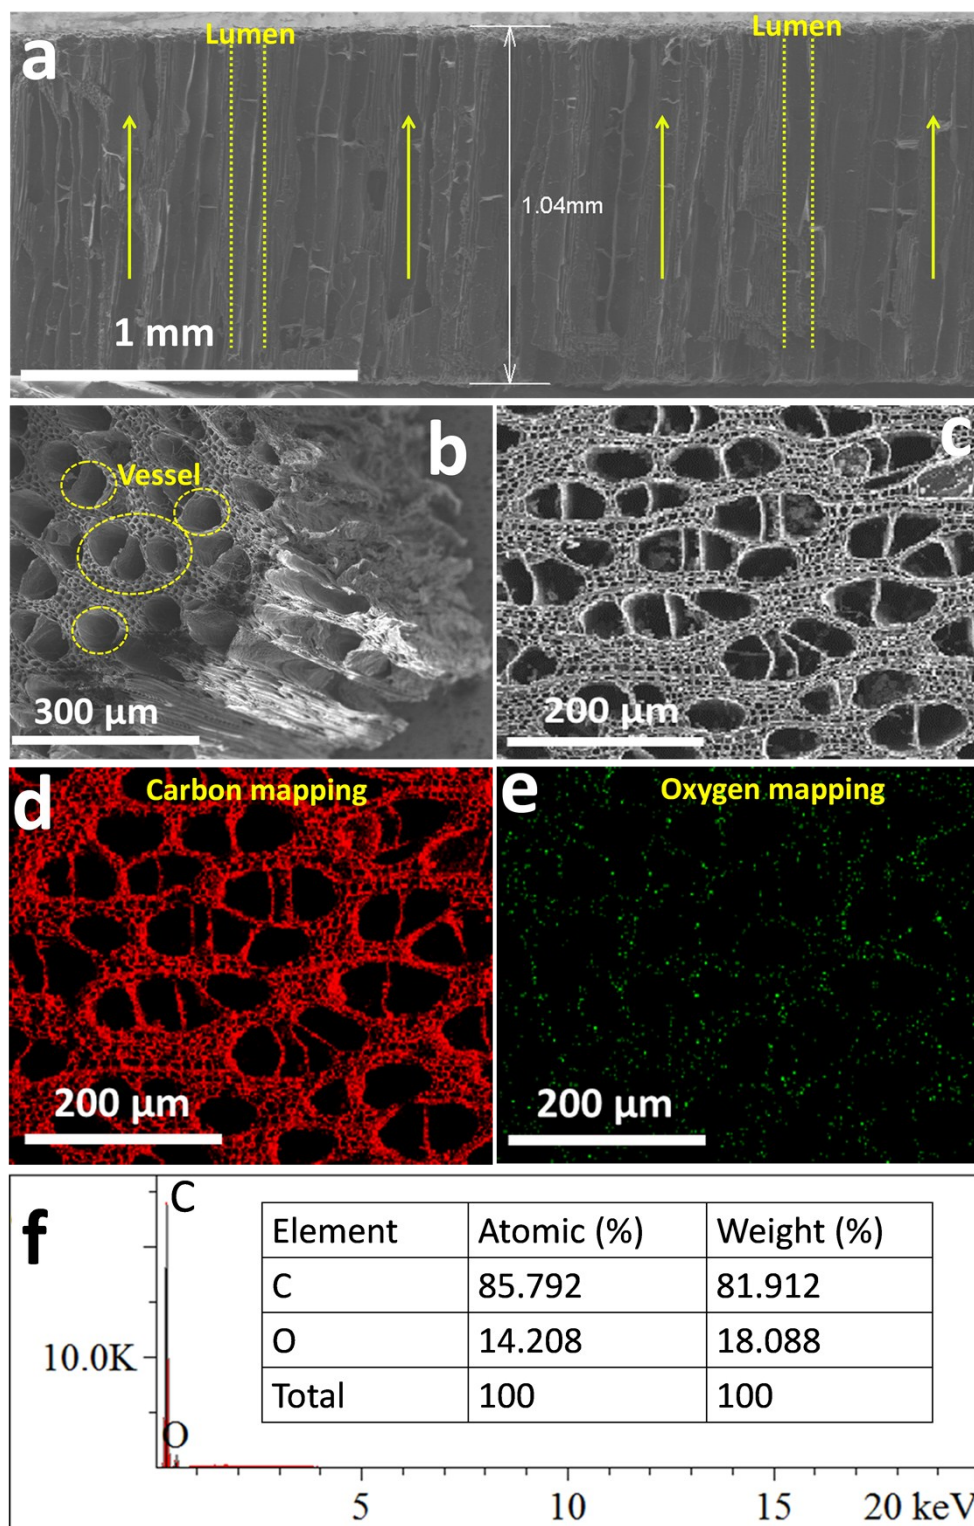 a
Lumen
Lumen
1.04mm
1 mm
b
Vessel
300 µm
c
200 µm
d
Carbon mapping
200 µm
e
Oxygen mapping
200 µm
f
C
10.0K
O
Element Atomic (%) Weight (%)
C 85.792 81.912
O 14.208 18.088
Total 100 100
5 10 15 20 keV